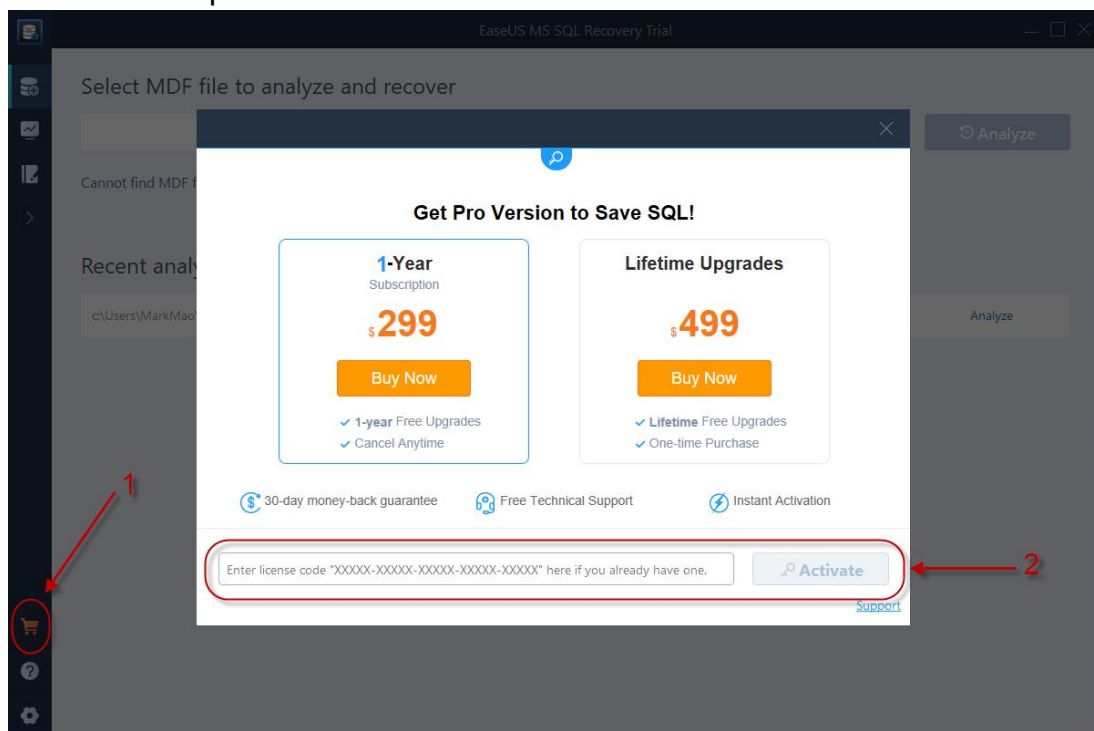 EaseUS MS SQL Recovery Trial
Select MDF file to analyze and recover
Analyze
Cannot find MDF f
Get Pro Version to Save SQL!
1-Year
Subscription
$299
Buy Now
✓ 1-year Free Upgrades
✓ Cancel Anytime
Lifetime Upgrades
$499
Buy Now
✓ Lifetime Free Upgrades
✓ One-time Purchase
Recent analy
c\Users\MarkMao\
Analyze
30-day money-back guarantee
Free Technical Support
Instant Activation
1
Enter license code "XXXXX-XXXXX-XXXXX-XXXXX-XXXXX" here if you already have one.
Activate
2
Support